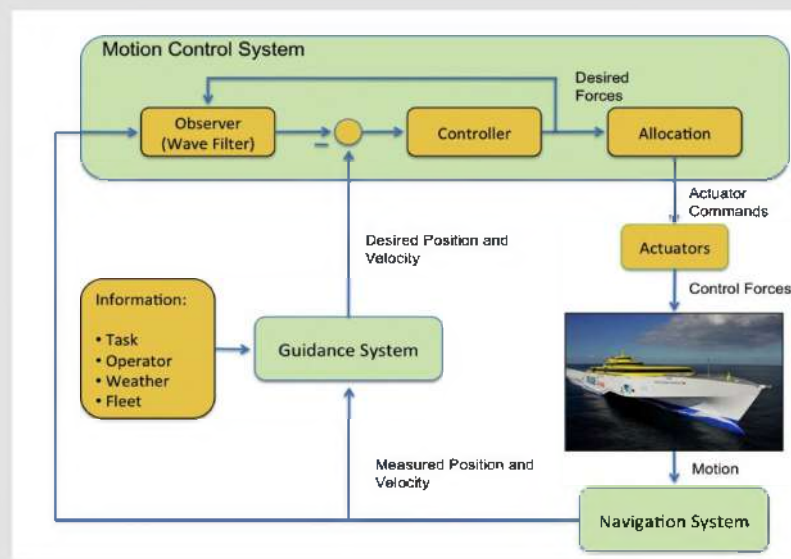 Motion Control System
Desired
Forces
Observer
(Wave Filter)
–
Controller
Allocation
Actuator
Commands
Desired Position and
Velocity
Actuators
Control Forces
Information:
• Task
• Operator
• Weather
• Fleet
Guidance System
Measured Position and
Velocity
Motion
Navigation System